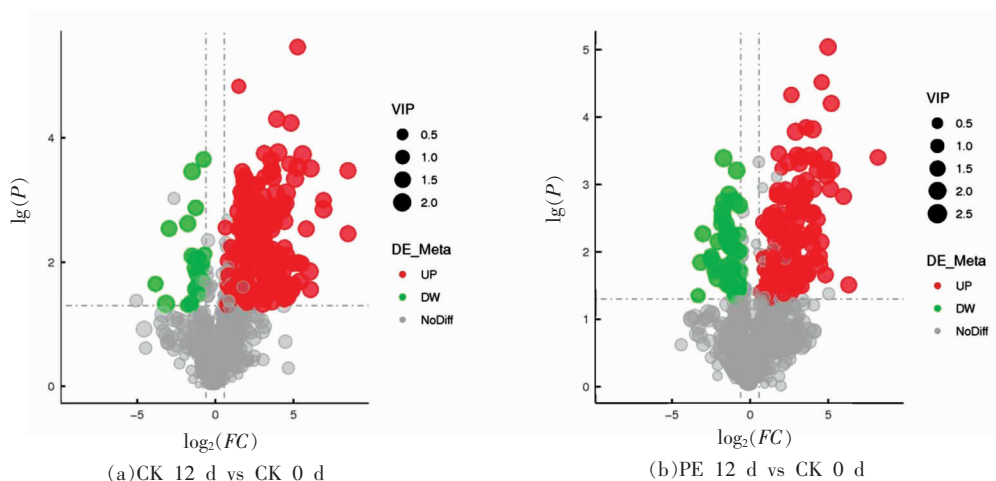 VIP
0.5
1.0
1.5
2.0
DE_Meta
UP
DW
NoDiff
lg(P)
4
2
0
−5 0 5
log₂(FC)
(a)CK 12 d vs CK 0 d
VIP
0.5
1.0
1.5
2.0
2.5
DE_Meta
UP
DW
NoDiff
lg(P)
5
4
3
2
1
0
−5 0 5
log₂(FC)
(b)PE 12 d vs CK 0 d